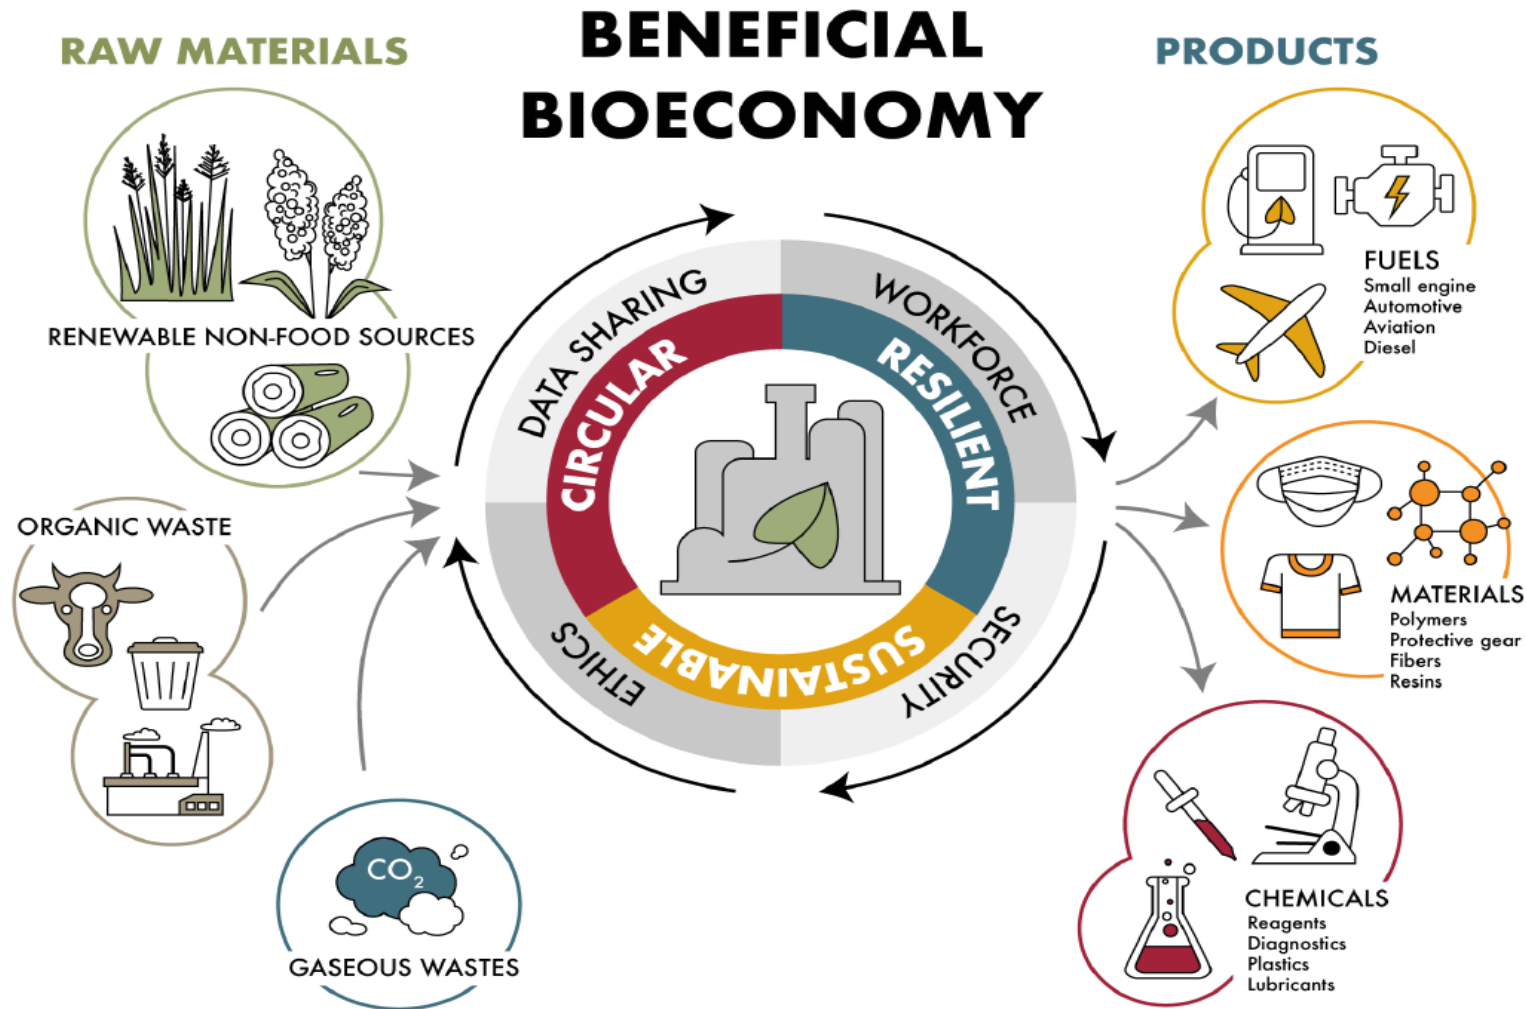 BENEFICIAL
BIOECONOMY
RAW MATERIALS
RENEWABLE NON-FOOD SOURCES
ORGANIC WASTE
CO2
GASEOUS WASTES
DATA SHARING
WORKFORCE
SECURITY
ETHICS
CIRCULAR
RESILIENT
SUSTAINABLE
PRODUCTS
FUELS
Small engine
Automotive
Aviation
Diesel
MATERIALS
Polymers
Protective gear
Fibers
Resins
CHEMICALS
Reagents
Diagnostics
Plastics
Lubricants